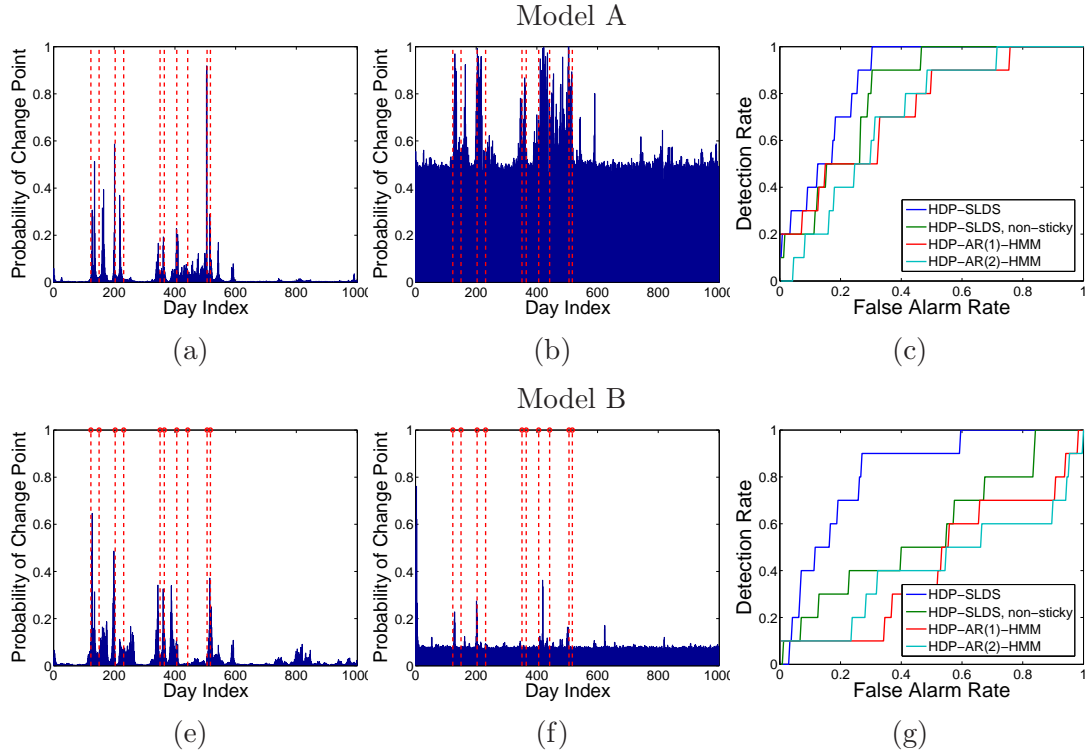 Model A
Probability of Change Point
1
0.8
0.6
0.4
0.2
0
0 200 400 600 800 1000
Day Index
(a)
Probability of Change Point
1
0.8
0.6
0.4
0.2
0
0 200 400 600 800 1000
Day Index
(b)
Detection Rate
1
0.8
0.6
0.4
0.2
0
0.2 0.4 0.6 0.8 1
False Alarm Rate
HDP-SLDS
HDP-SLDS, non-sticky
HDP-AR(1)-HMM
HDP-AR(2)-HMM
(c)
Model B
Probability of Change Point
1
0.8
0.6
0.4
0.2
0
0 200 400 600 800 1000
Day Index
(e)
Probability of Change Point
1
0.8
0.6
0.4
0.2
0
0 200 400 600 800 1000
Day Index
(f)
Detection Rate
1
0.8
0.6
0.4
0.2
0
0.2 0.4 0.6 0.8 1
False Alarm Rate
HDP-SLDS
HDP-SLDS, non-sticky
HDP-AR(1)-HMM
HDP-AR(2)-HMM
(g)